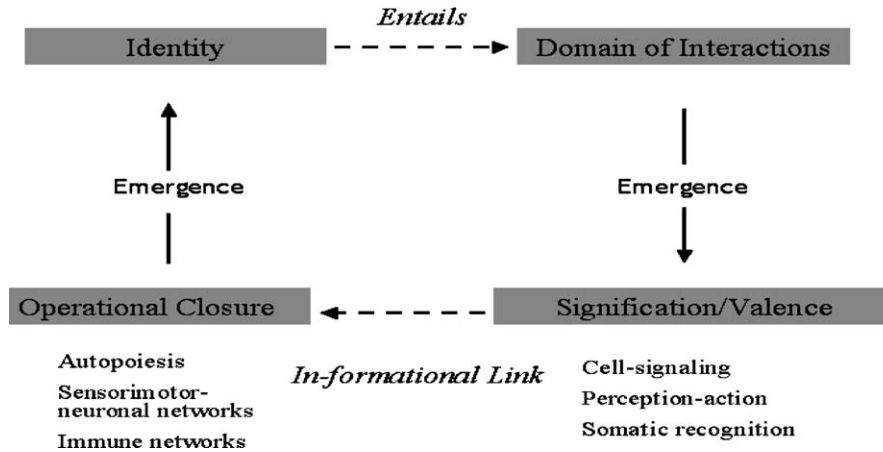 Entails
Identity
Domain of Interactions
Emergence
Emergence
Operational Closure
Signification/Valence
Autopoiesis
Sensorimotor-
neuronal networks
Immune networks
In-formational Link
Cell-signaling
Perception-action
Somatic recognition